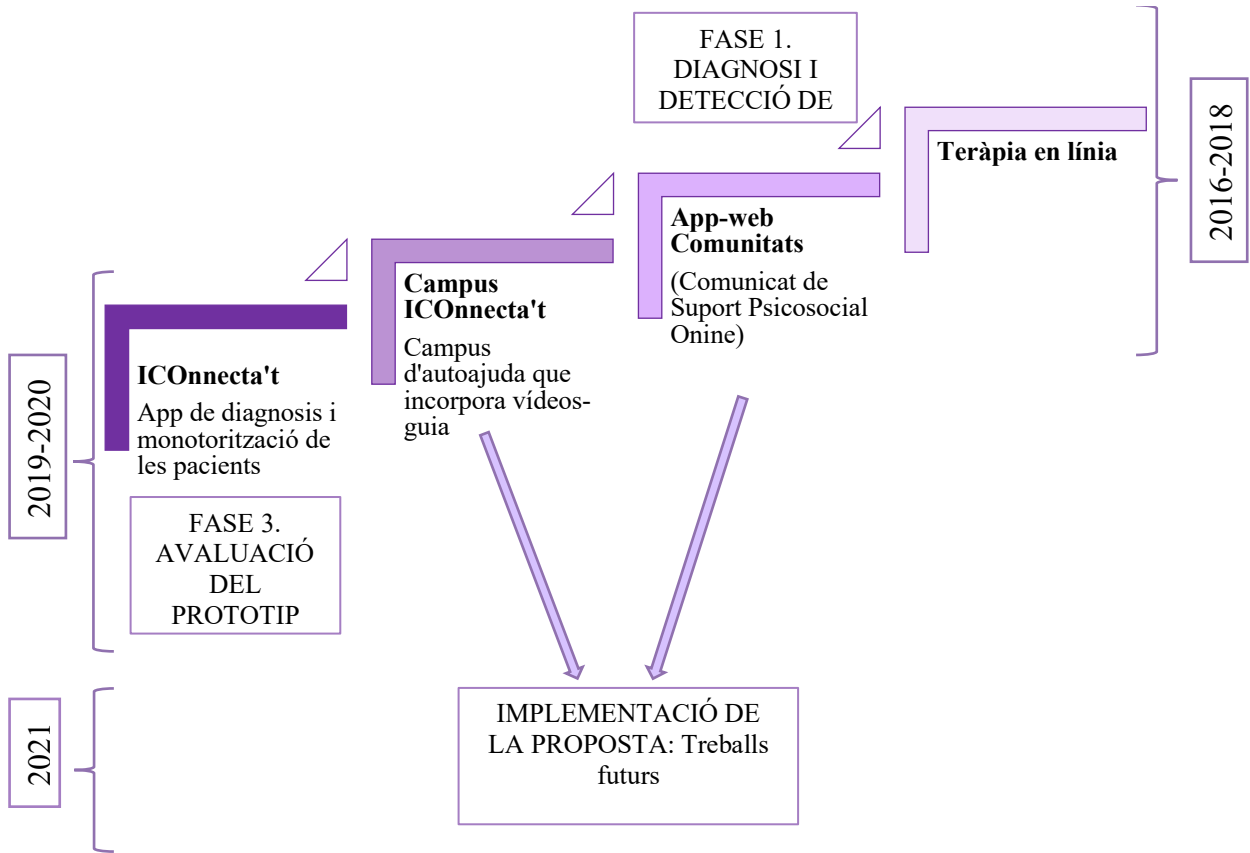 FASE 1.
DIAGNOSI I
DETECCIÓ DE
2016-2018
Teràpia en línia
App-web
Comunitats
(Comunicat de
Suport Psicosocial
Onine)
Campus
ICOnnecta't
Campus
d'autoajuda que
incorpora vídeos-
guia
ICOnnecta't
App de diagnosis i
monotorització de
les pacients
2019-2020
FASE 3.
AVALUACIÓ
DEL
PROTOTIP
2021
IMPLEMENTACIÓ DE
LA PROPOSTA: Treballs
futurs